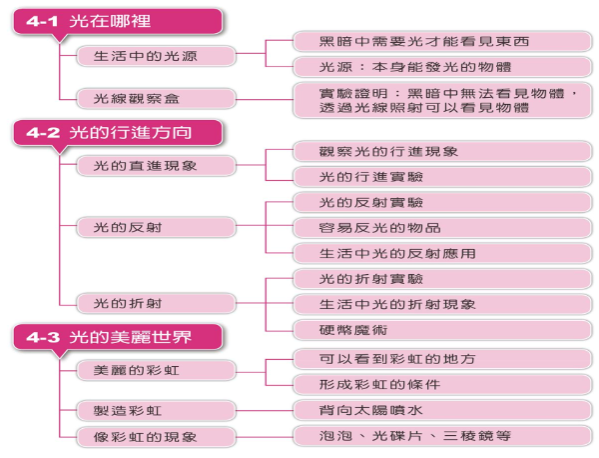 4-1 光在哪裡
生活中的光源
黑暗中需要光才能看見東西
光源：本身能發光的物體
光線觀察盒
實驗證明：黑暗中無法看見物體，
透過光線照射可以看見物體
4-2 光的行進方向
光的直進現象
觀察光的行進現象
光的行進實驗
光的反射
光的反射實驗
容易反光的物品
生活中光的反射應用
光的折射
光的折射實驗
生活中光的折射現象
硬幣魔術
4-3 光的美麗世界
美麗的彩虹
可以看到彩虹的地方
形成彩虹的條件
製造彩虹
背向太陽噴水
像彩虹的現象
泡泡、光碟片、三稜鏡等